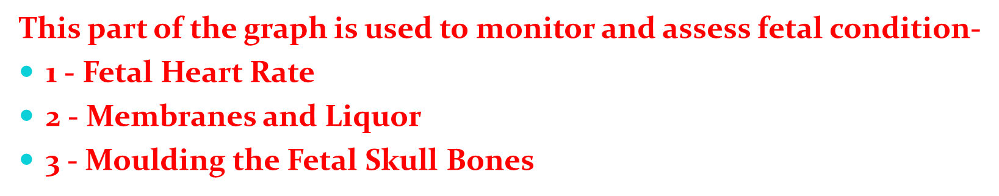 This part of the graph is used to monitor and assess fetal condition-
• 1 - Fetal Heart Rate
• 2 - Membranes and Liquor
• 3 - Moulding the Fetal Skull Bones